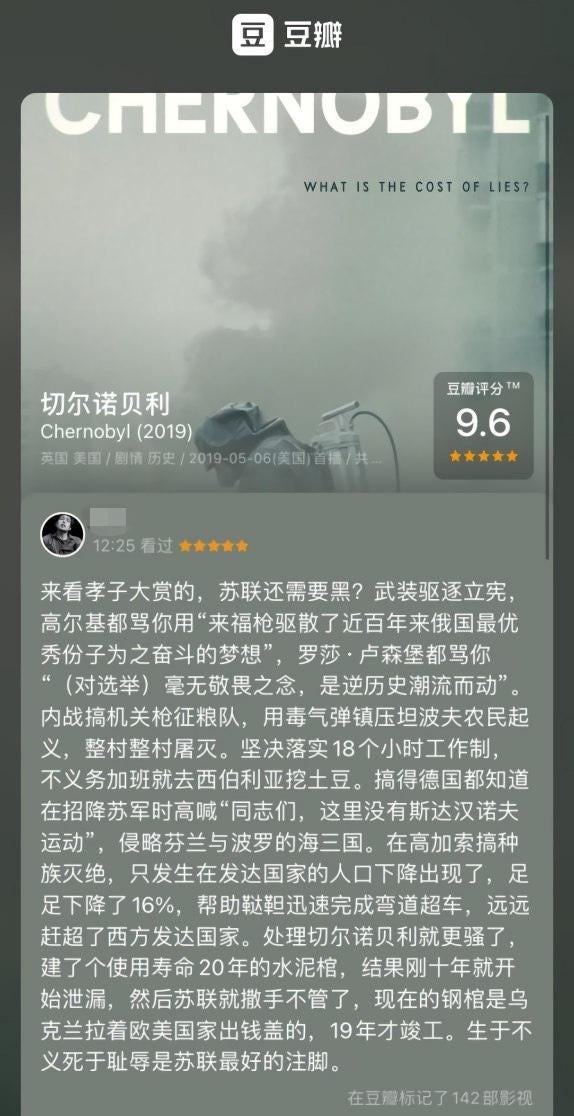 豆 豆瓣
CHERNOBYL
WHAT IS THE COST OF LIES?
切尔诺贝利
Chernobyl (2019)
英国 美国 / 剧情 历史 / 2019-05-06(美国)首播 / 共...
豆瓣评分™
9.6
12:25 看过
来看孝子大赏的，苏联还需要黑？武装驱逐立宪，
高尔基都骂你用“来福枪驱散了近百年来俄国最优
秀份子为之奋斗的梦想”，罗莎·卢森堡都骂你
“（对选举）毫无敬畏之念，是逆历史潮流而动”。
内战搞机关枪征粮队，用毒气弹镇压坦波夫农民起
义，整村整村屠灭。坚决落实18个小时工作制，
不义务加班就去西伯利亚挖土豆。搞得德国都知道
在招降苏军时高喊“同志们，这里没有斯达汉诺夫
运动”，侵略芬兰与波罗的海三国。在高加索搞种
族灭绝，只发生在发达国家的人口下降出现了，足
足下降了16%，帮助鞑靼迅速完成弯道超车，远远
赶超了西方发达国家。处理切尔诺贝利就更骚了，
建了个使用寿命20年的水泥棺，结果刚十年就开
始泄漏，然后苏联就撒手不管了，现在的钢棺是乌
克兰拉着欧美国家出钱盖的，19年才竣工。生于不
义死于耻辱是苏联最好的注脚。
在豆瓣标记了142部影视